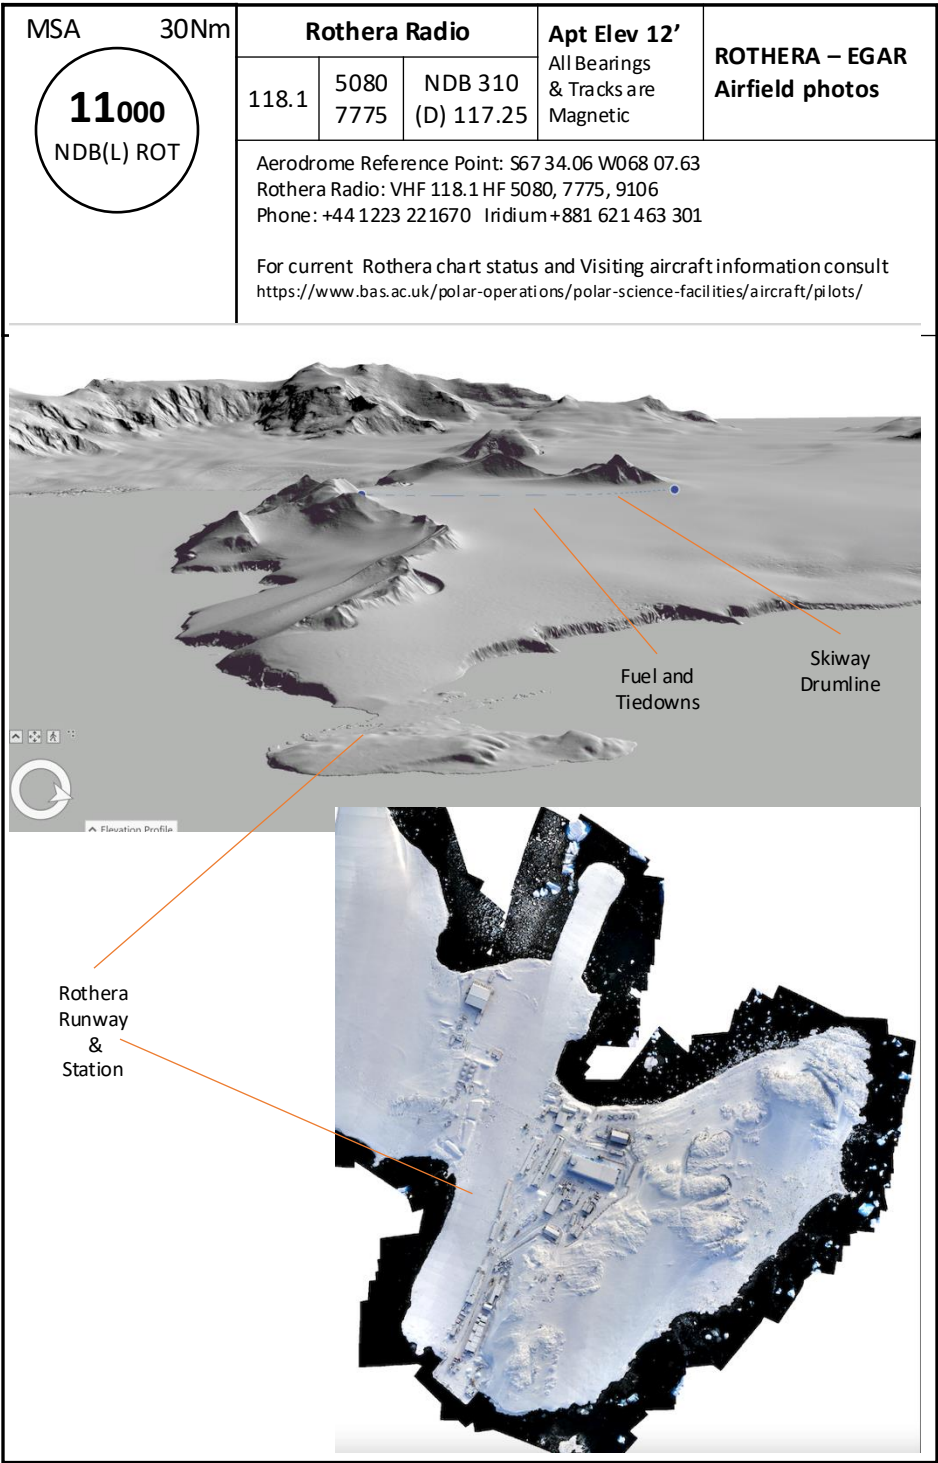 MSA 30Nm
11000
NDB(L) ROT
Rothera Radio
118.1
5080
7775
NDB 310
(D) 117.25
Apt Elev 12’
All Bearings
& Tracks are
Magnetic
ROTHERA – EGAR
Airfield photos
Aerodrome Reference Point: S67 34.06 W068 07.63
Rothera Radio: VHF 118.1 HF 5080, 7775, 9106
Phone: +44 1223 221670 Iridium +881 621 463 301
For current Rothera chart status and Visiting aircraft information consult
https://www.bas.ac.uk/polar-operations/polar-science-facilities/aircraft/pilots/
Fuel and
Tiedowns
Skiway
Drumline
Elevation Profile
Rothera
Runway
&
Station